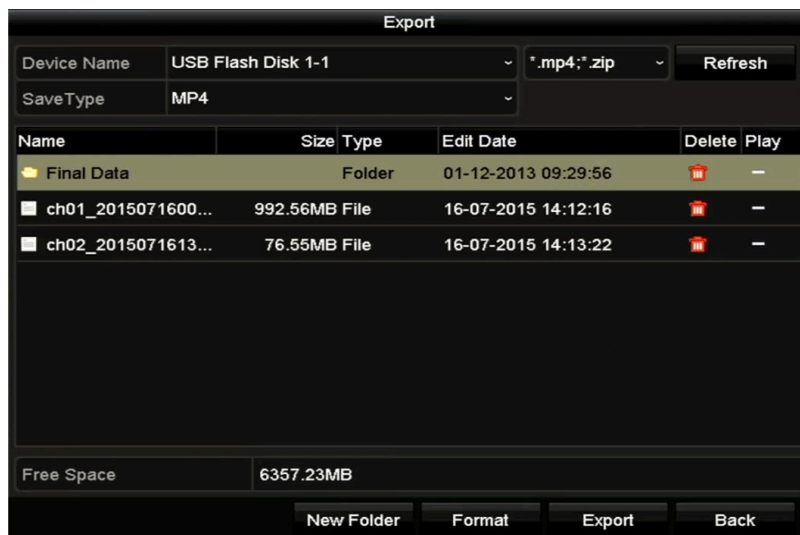 Export
Device Name USB Flash Disk 1-1 *.mp4;*.zip Refresh
SaveType MP4
Name Size Type Edit Date Delete Play
Final Data Folder 01-12-2013 09:29:56
ch01_2015071600... 992.56MB File 16-07-2015 14:12:16
ch02_2015071613... 76.55MB File 16-07-2015 14:13:22
Free Space 6357.23MB
New Folder Format Export Back